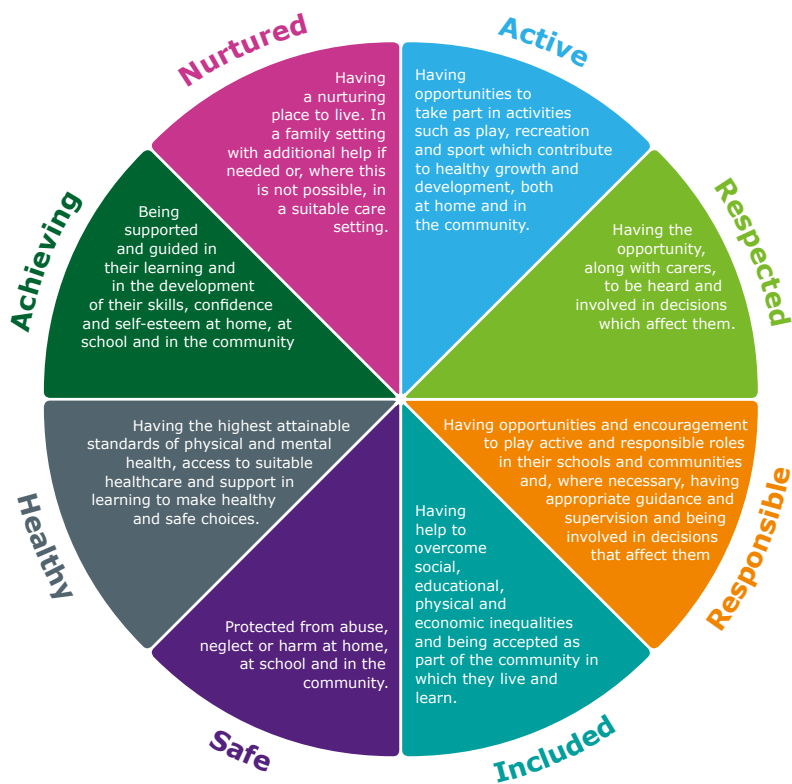 Nurtured
Having
a nurturing
place to live. In
a family setting
with additional help if
needed or, where this
is not possible, in
a suitable care
setting.
Active
Having
opportunities to
take part in activities
such as play, recreation
and sport which contribute
to healthy growth and
development, both
at home and in
the community.
Respected
Having the
opportunity,
along with carers,
to be heard and
involved in decisions
which affect them.
Responsible
Having opportunities and encouragement
to play active and responsible roles
in their schools and communities
and, where necessary, having
appropriate guidance and
supervision and being
involved in decisions
that affect them
Included
Having
help to
overcome
social,
educational,
physical and
economic inequalities
and being accepted as
part of the community in
which they live and
learn.
Safe
Protected from abuse,
neglect or harm at home,
at school and in the
community.
Healthy
Having the highest attainable
standards of physical and mental
health, access to suitable
healthcare and support in
learning to make healthy
and safe choices.
Achieving
Being
supported
and guided in
their learning and
in the development
of their skills, confidence
and self-esteem at home, at
school and in the community